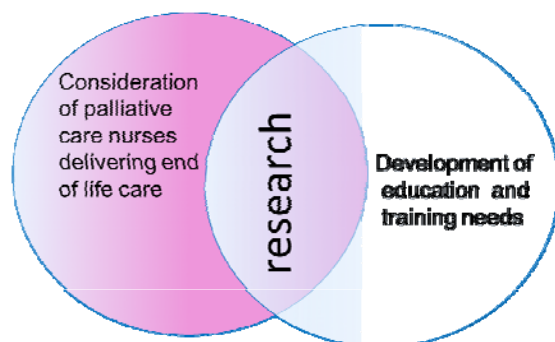 Consideration
of palliative
care nurses
delivering end
of life care
research
Development of
education and
training needs